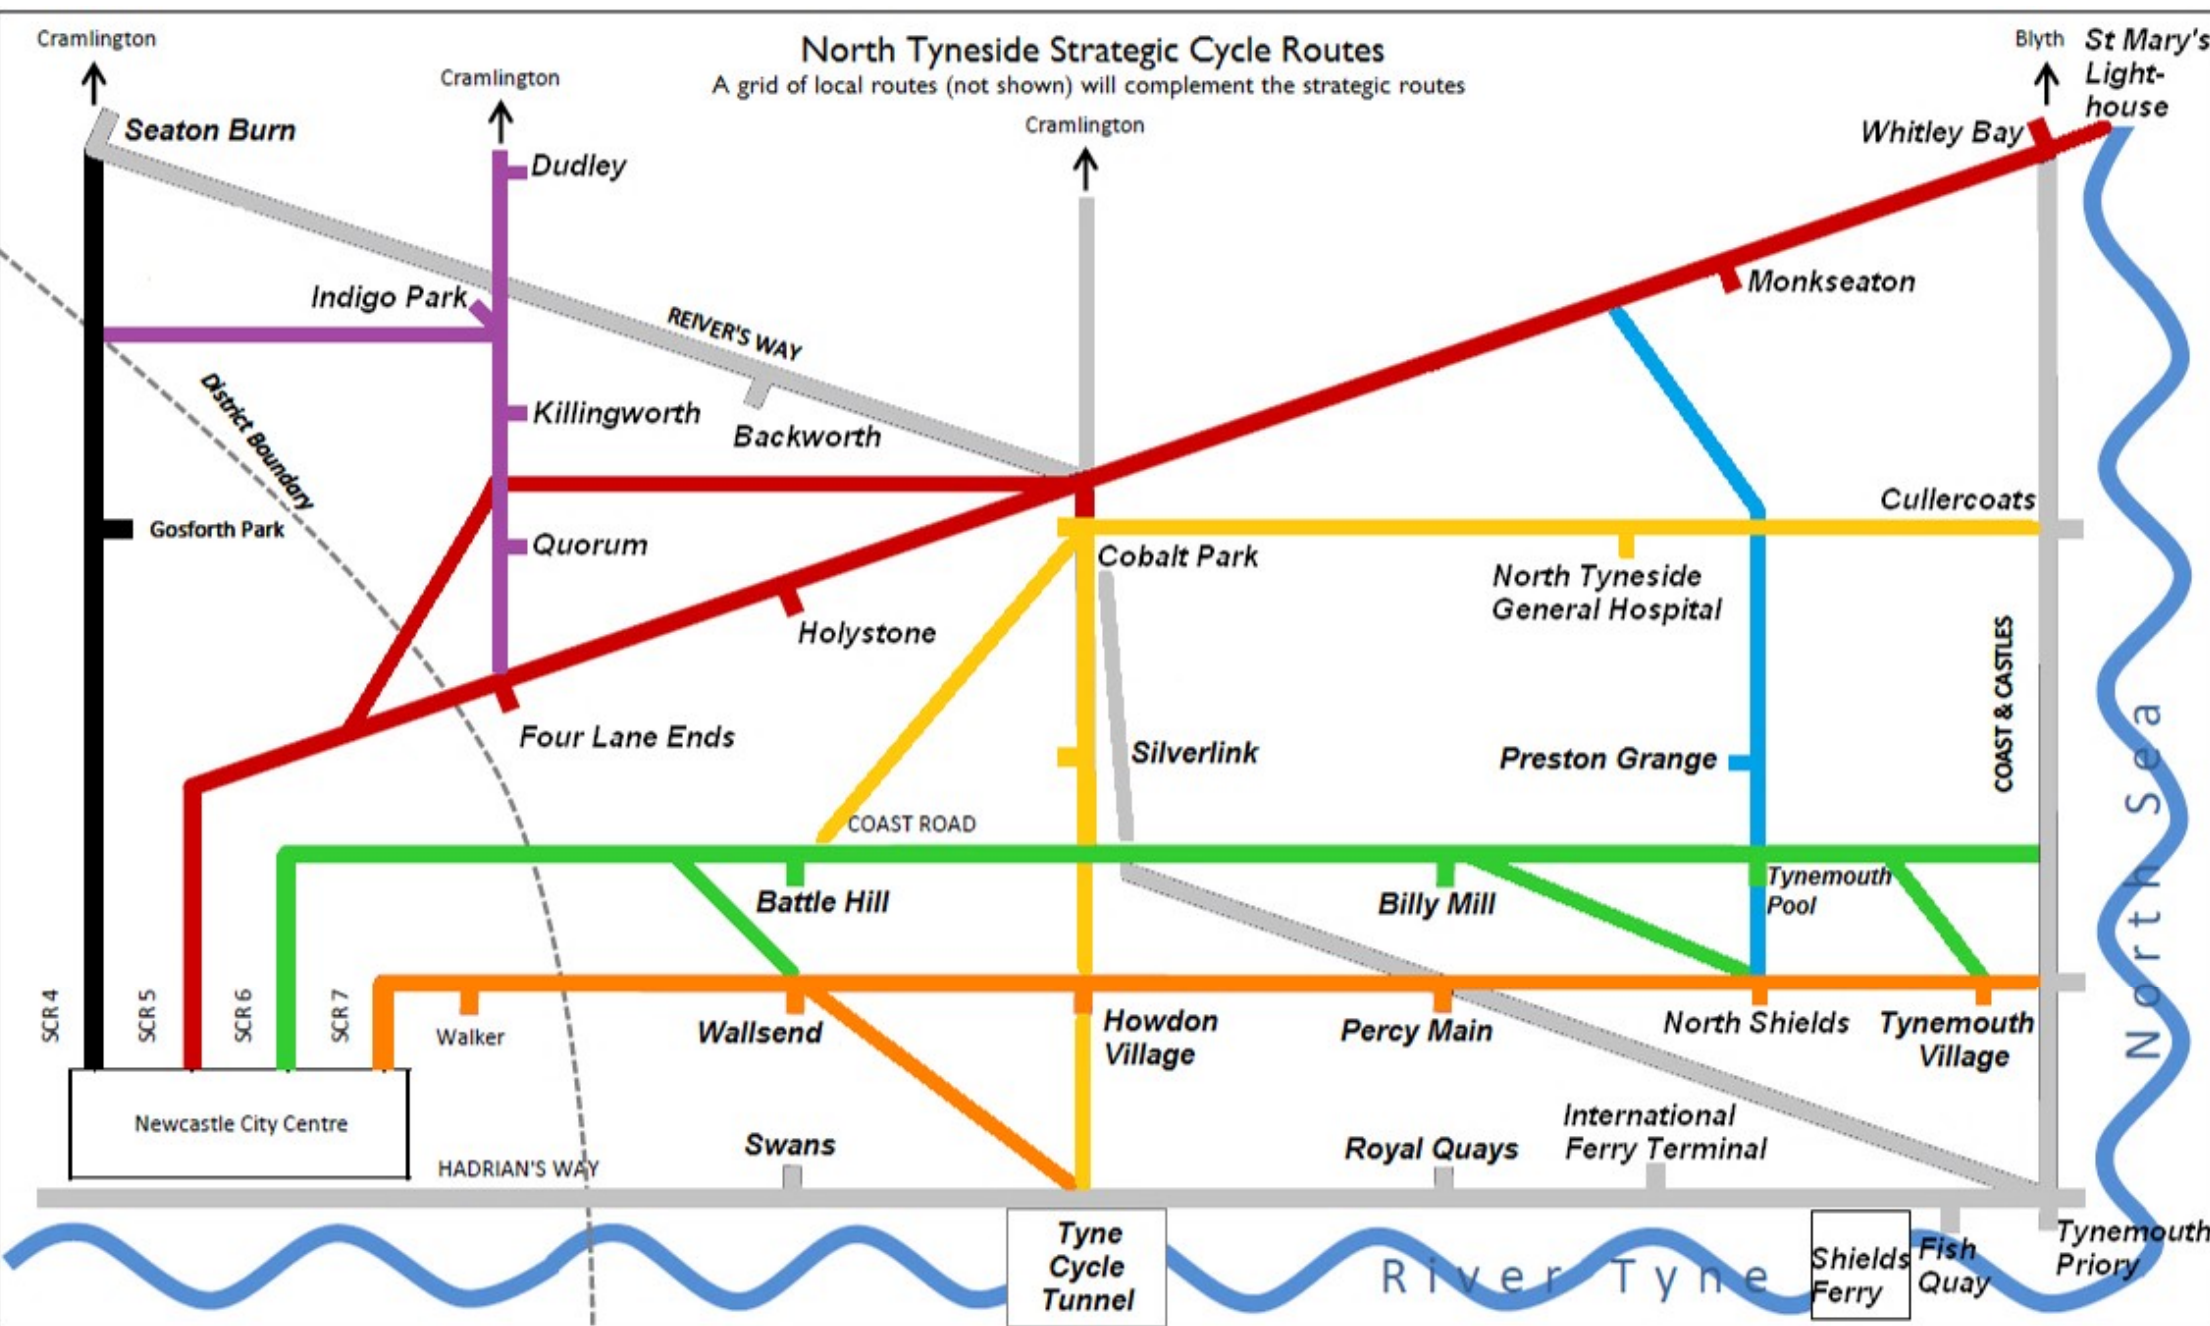 North Tyneside Strategic Cycle Routes
A grid of local routes (not shown) will complement the strategic routes
Cramlington
Cramlington
Cramlington
Blyth
St Mary's
Light-
house
Seaton Burn
Whitley Bay
Dudley
Indigo Park
Monkseaton
REIVER'S WAY
District Boundary
Killingworth
Backworth
Cullercoats
Gosforth Park
Quorum
Cobalt Park
North Tyneside
General Hospital
Holystone
Four Lane Ends
Silverlink
Preston Grange
COAST & CASTLES
North Sea
COAST ROAD
Battle Hill
Billy Mill
Tynemouth
Pool
SCR 4
SCR 5
SCR 6
SCR 7
Walker
Wallsend
Howdon
Village
Percy Main
North Shields
Tynemouth
Village
Newcastle City Centre
HADRIAN'S WAY
Swans
Royal Quays
International
Ferry Terminal
Tyne
Cycle
Tunnel
River Tyne
Shields
Ferry
Fish
Quay
Tynemouth
Priory